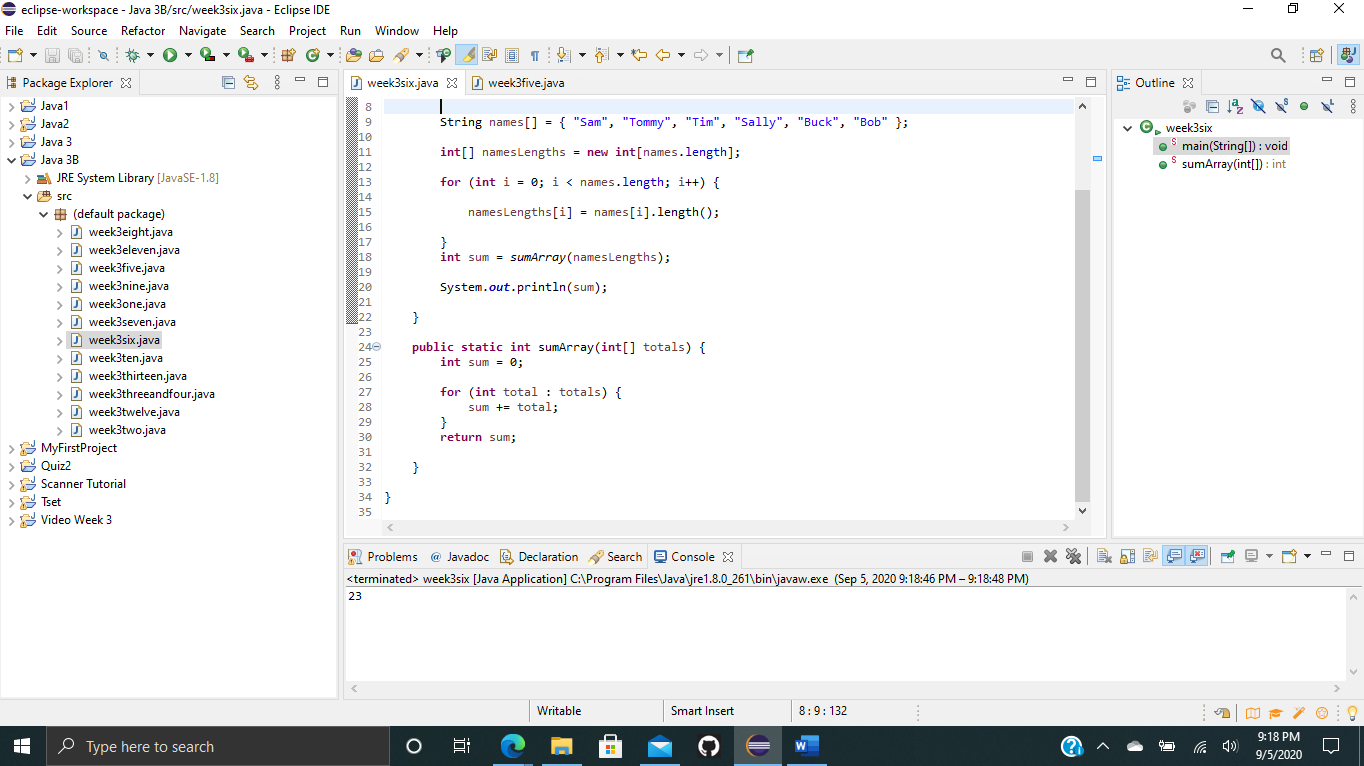 eclipse-workspace - Java 3B/src/week3six.java - Eclipse IDE
File Edit Source Refactor Navigate Search Project Run Window Help
Package Explorer
Java1
Java2
Java 3
Java 3B
JRE System Library [JavaSE-1.8]
src
(default package)
week3eight.java
week3eleven.java
week3five.java
week3nine.java
week3one.java
week3seven.java
week3six.java
week3ten.java
week3thirteen.java
week3threeandfour.java
week3twelve.java
week3two.java
MyFirstProject
Quiz2
Scanner Tutorial
Tset
Video Week 3
week3six.java week3five.java
8
9 String names[] = { "Sam", "Tommy", "Tim", "Sally", "Buck", "Bob" };
10
11 int[] namesLengths = new int[names.length];
12
13 for (int i = 0; i < names.length; i++) {
14
15 namesLengths[i] = names[i].length();
16
17 }
18 int sum = sumArray(namesLengths);
19
20 System.out.println(sum);
21
22 }
23
24 public static int sumArray(int[] totals) {
25 int sum = 0;
26
27 for (int total : totals) {
28 sum += total;
29 }
30 return sum;
31
32 }
33
34 }
35
Outline
week3six
main(String[]) : void
sumArray(int[]) : int
Problems Javadoc Declaration Search Console
<terminated> week3six [Java Application] C:\Program Files\Java\jre1.8.0_261\bin\javaw.exe (Sep 5, 2020 9:18:46 PM – 9:18:48 PM)
23
Writable Smart Insert 8 : 9 : 132
Type here to search
9:18 PM
9/5/2020